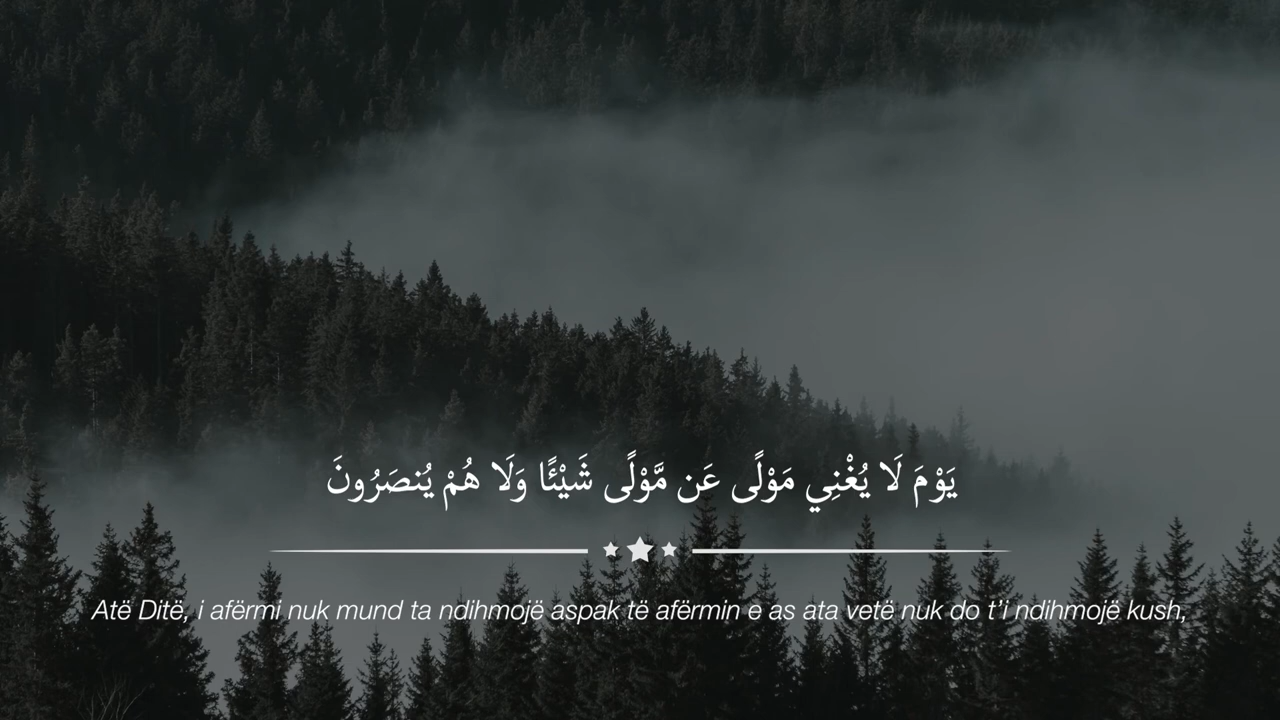 يَوْمَ لَا يُغْنِي مَوْلًى عَن مَّوْلًى شَيْئًا وَلَا هُمْ يُنصَرُونَ
Atë Ditë, i afërmi nuk mund ta ndihmojë aspak të afërmin e as ata vetë nuk do t’i ndihmojë kush,